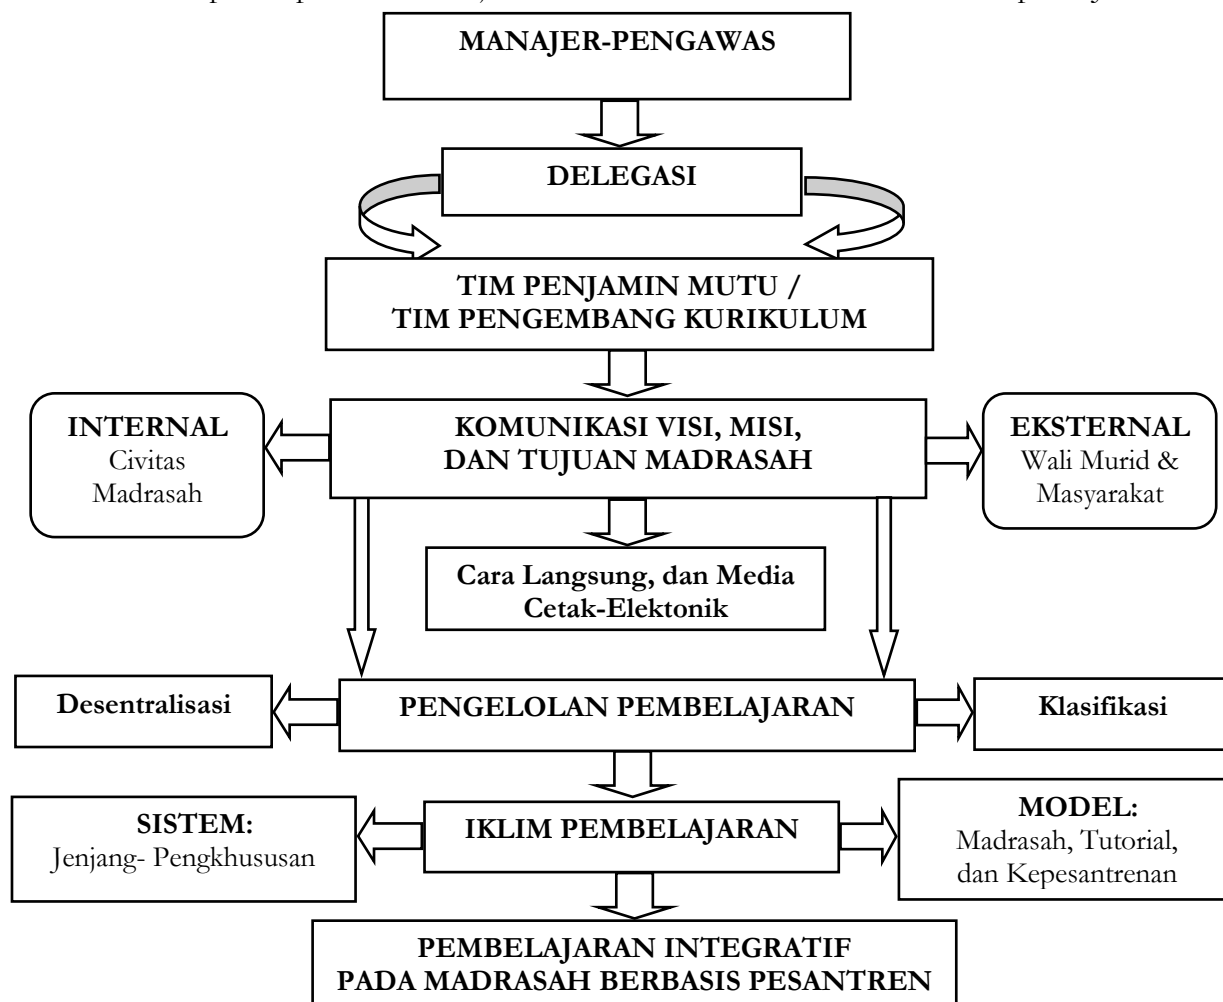 MANAJER-PENGAWAS
DELEGASI
TIM PENJAMIN MUTU /
TIM PENGEMBANG KURIKULUM
INTERNAL
Civitas
Madrasah
KOMUNIKASI VISI, MISI,
DAN TUJUAN MADRASAH
EKSTERNAL
Wali Murid &
Masyarakat
Cara Langsung, dan Media
Cetak-Elektonik
Desentralisasi
PENGELOLAN PEMBELAJARAN
Klasifikasi
SISTEM:
Jenjang- Pengkhususan
IKLIM PEMBELAJARAN
MODEL:
Madrasah, Tutorial,
dan Kepesantrenan
PEMBELAJARAN INTEGRATIF
PADA MADRASAH BERBASIS PESANTREN